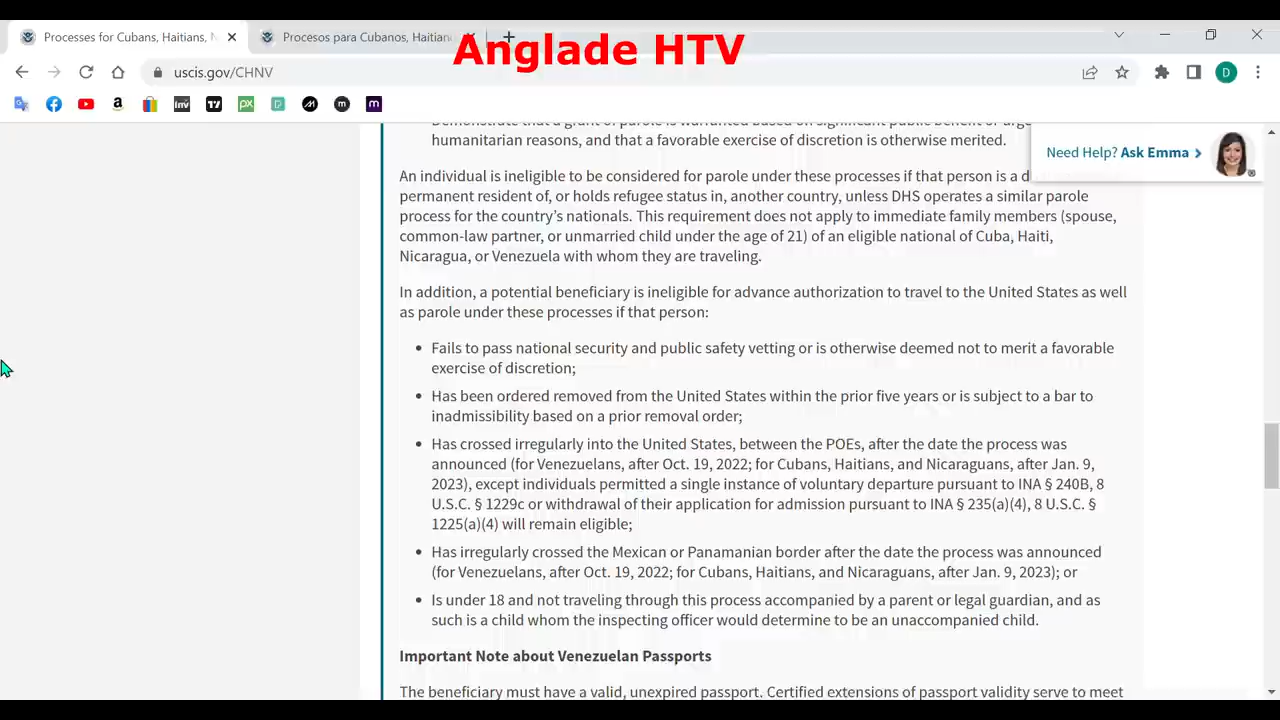 Processes for Cubans, Haitians, N
Procesos para Cubanos, Haitian
Anglade HTV
uscis.gov/CHNV
D
humanitarian reasons, and that a favorable exercise of discretion is otherwise merited.
Need Help? Ask Emma
An individual is ineligible to be considered for parole under these processes if that person is a d
permanent resident of, or holds refugee status in, another country, unless DHS operates a similar parole
process for the country's nationals. This requirement does not apply to immediate family members (spouse,
common-law partner, or unmarried child under the age of 21) of an eligible national of Cuba, Haiti,
Nicaragua, or Venezuela with whom they are traveling.
In addition, a potential beneficiary is ineligible for advance authorization to travel to the United States as well
as parole under these processes if that person:
• Fails to pass national security and public safety vetting or is otherwise deemed not to merit a favorable
exercise of discretion;
• Has been ordered removed from the United States within the prior five years or is subject to a bar to
inadmissibility based on a prior removal order;
• Has crossed irregularly into the United States, between the POEs, after the date the process was
announced (for Venezuelans, after Oct. 19, 2022; for Cubans, Haitians, and Nicaraguans, after Jan. 9,
2023), except individuals permitted a single instance of voluntary departure pursuant to INA § 240B, 8
U.S.C. § 1229c or withdrawal of their application for admission pursuant to INA § 235(a)(4), 8 U.S.C. §
1225(a)(4) will remain eligible;
• Has irregularly crossed the Mexican or Panamanian border after the date the process was announced
(for Venezuelans, after Oct. 19, 2022; for Cubans, Haitians, and Nicaraguans, after Jan. 9, 2023); or
• Is under 18 and not traveling through this process accompanied by a parent or legal guardian, and as
such is a child whom the inspecting officer would determine to be an unaccompanied child.
Important Note about Venezuelan Passports
The beneficiary must have a valid, unexpired passport. Certified extensions of passport validity serve to meet